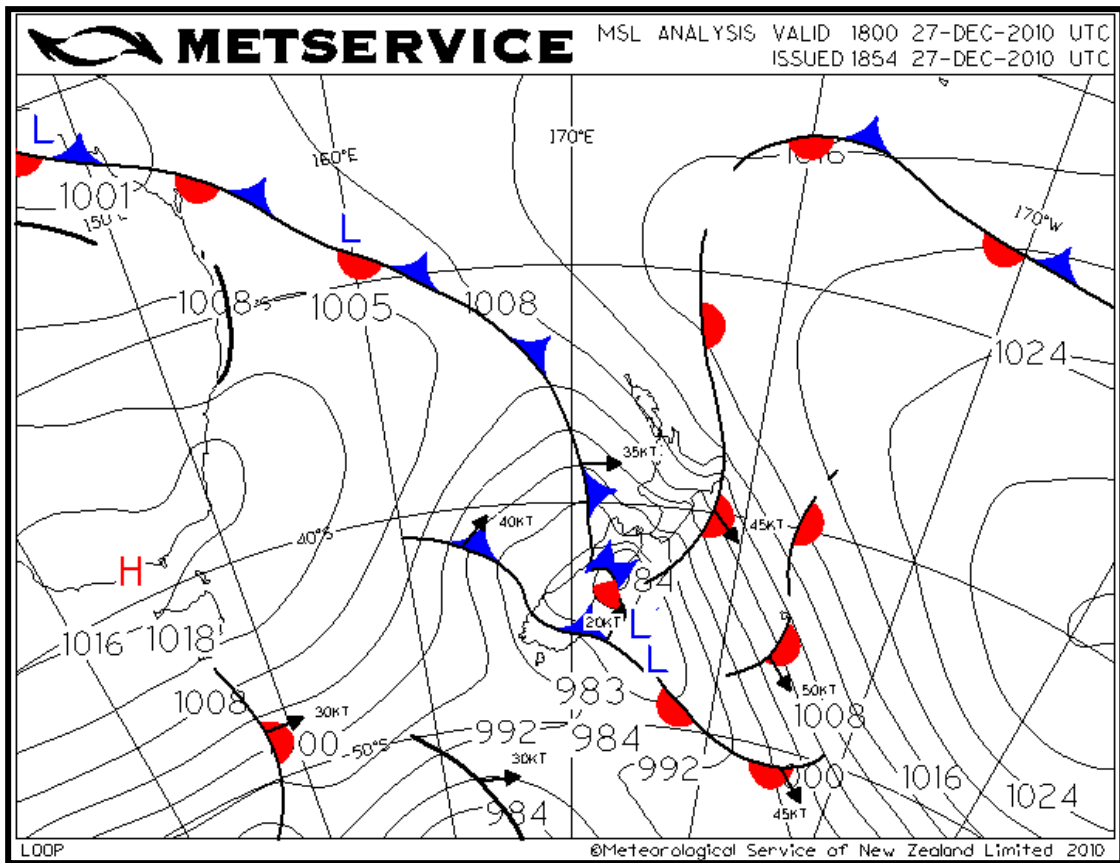 METSERVICE
MSL ANALYSIS VALID 1800 27-DEC-2010 UTC
ISSUED 1854 27-DEC-2010 UTC
L
170°E
160°E
1016
1001
170°W
L
1008
1005
1008
1024
35KT
40KT
45KT
40°S
H
984
20KT
L
1016
1018
L
983
50KT
1008
30KT
1008
992
984
50°S
30KT
992
1016
1024
984
45KT
LOOP
©Meteorological Service of New Zealand Limited 2010